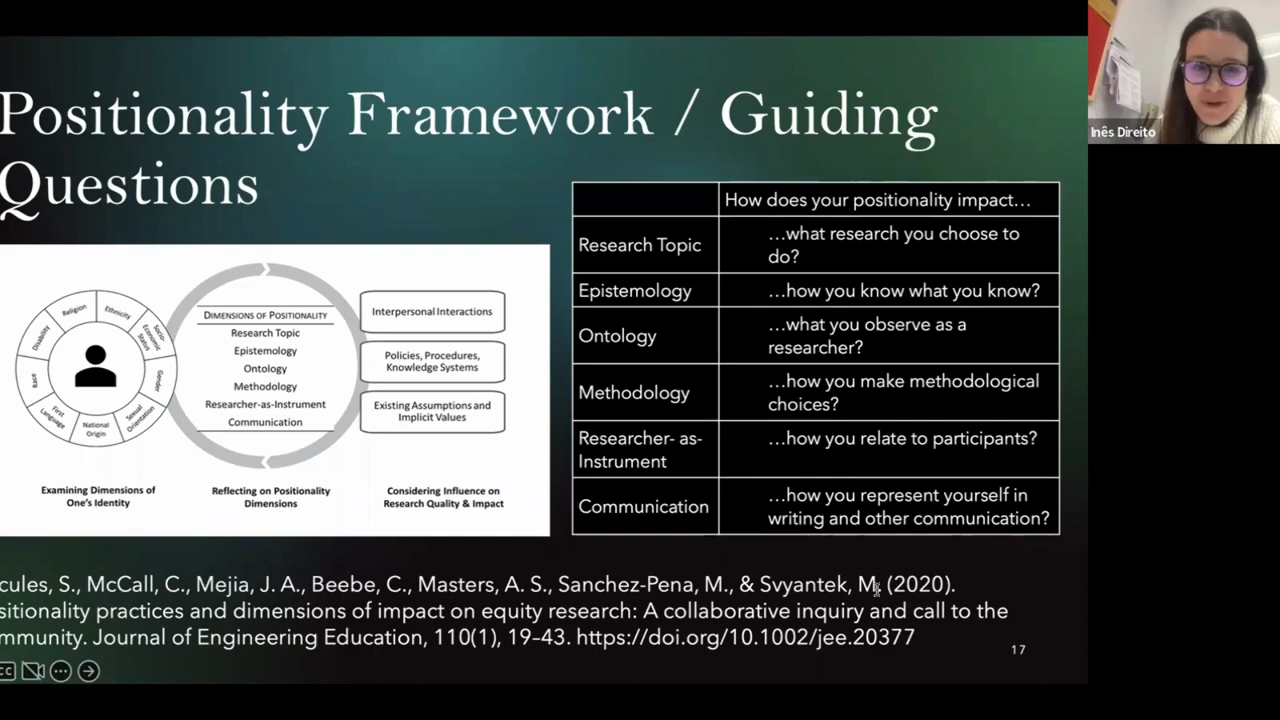 Positionality Framework / Guiding
Questions
Religion
Ethnicity
Socio-
Economic
Status
Gender
Sexual
Orientation
National
Origin
First
Language
Race
Disability
DIMENSIONS OF POSITIONALITY
Research Topic
Epistemology
Ontology
Methodology
Researcher-as-Instrument
Communication
Interpersonal Interactions
Policies, Procedures,
Knowledge Systems
Existing Assumptions and
Implicit Values
Examining Dimensions of
One's Identity
Reflecting on Positionality
Dimensions
Considering Influence on
Research Quality & Impact
How does your positionality impact…
Research Topic …what research you choose to
do?
Epistemology …how you know what you know?
Ontology …what you observe as a
researcher?
Methodology …how you make methodological
choices?
Researcher- as- …how you relate to participants?
Instrument
Communication …how you represent yourself in
writing and other communication?
cules, S., McCall, C., Mejia, J. A., Beebe, C., Masters, A. S., Sanchez-Pena, M., & Svyantek, M. (2020).
sitionality practices and dimensions of impact on equity research: A collaborative inquiry and call to the
mmunity. Journal of Engineering Education, 110(1), 19–43. https://doi.org/10.1002/jee.20377
17
CC
Inês Direito